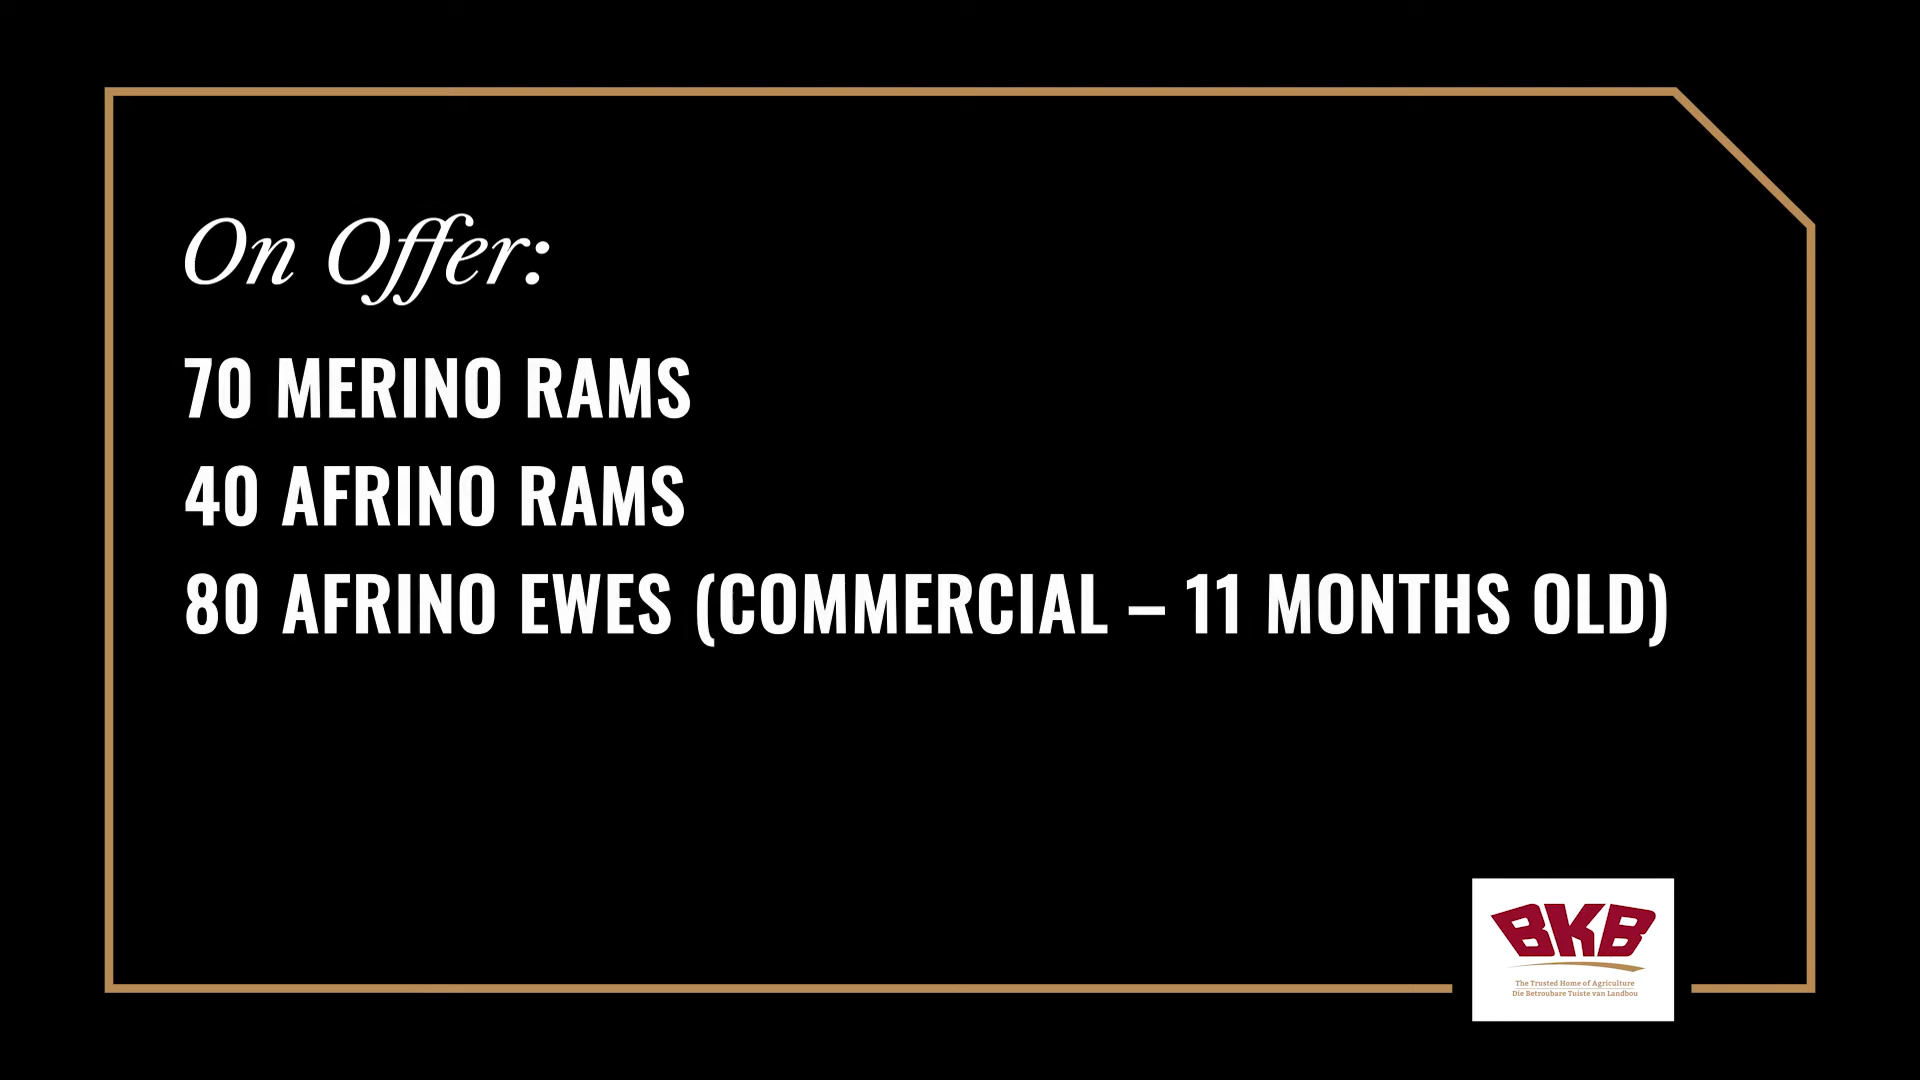 On Offer:
70 MERINO RAMS
40 AFRINO RAMS
80 AFRINO EWES (COMMERCIAL – 11 MONTHS OLD)
BKB
The Trusted Home of Agriculture
Die Betroubare Tuiste van Landbou